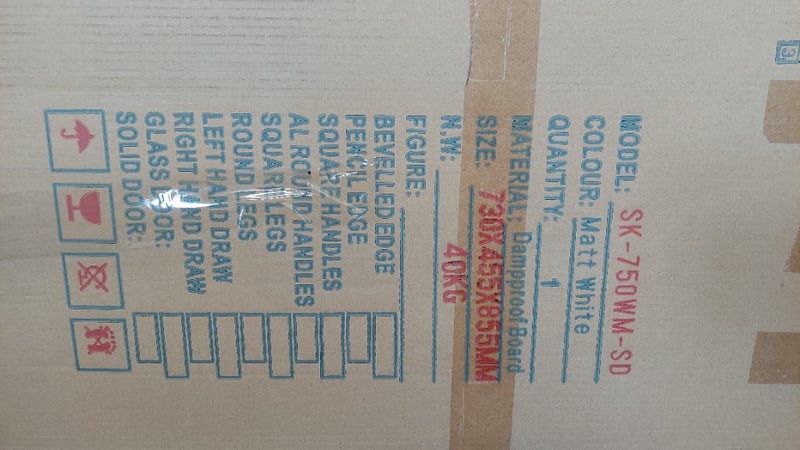 MODEL: SK-750WM-SD
COLOUR: Matt White
QUANTITY: 1
MATERIAL: Dampproof Board
SIZE: 730X455X855MM
N.W: 40KG
FIGURE:
BEVELLED EDGE
PENCIL EDGE
SQUARE HANDLES
AL ROUND HANDLES
SQUARE LEGS
ROUND LEGS
LEFT HAND DRAW
RIGHT HAND DRAW
GLASS DOOR:
SOLID DOOR: